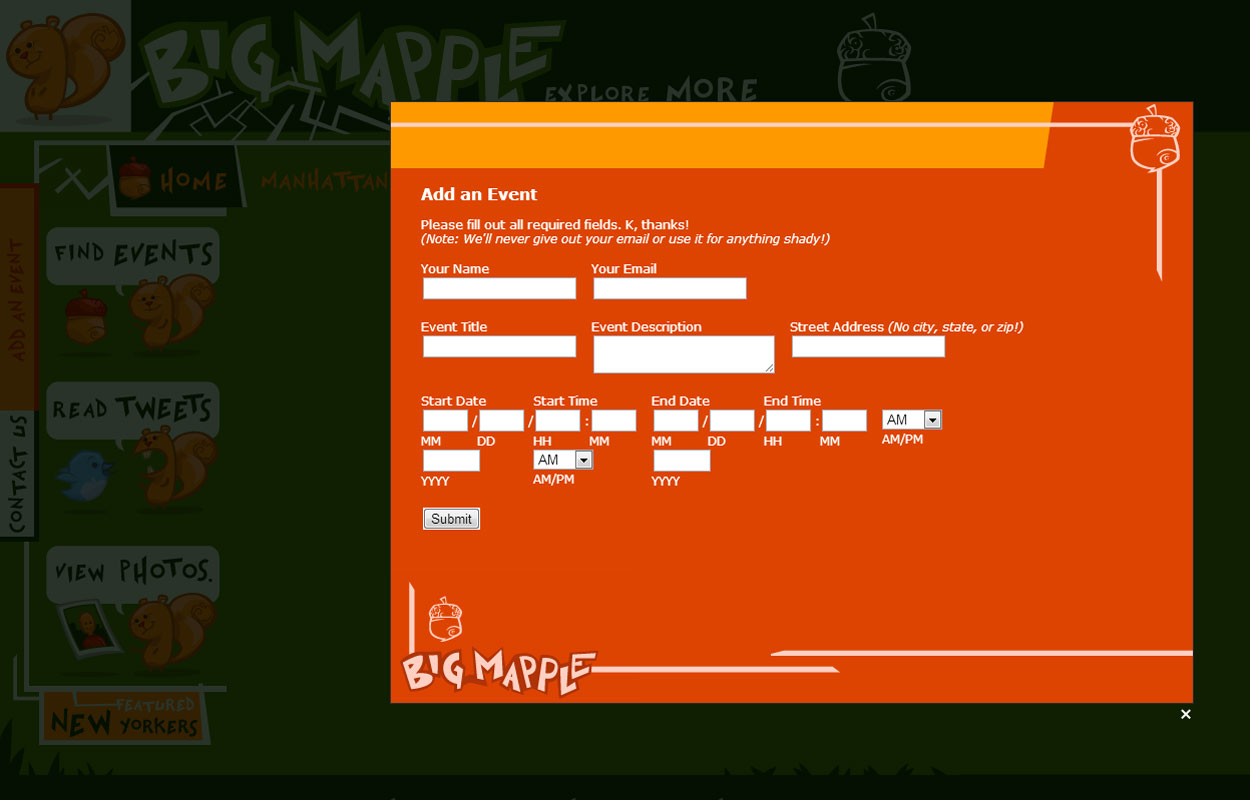 BIG MAPPLE
EXPLORE MORE
HOME
MANHATTAN
ADD AN EVENT
CONTACT US
FIND EVENTS
READ TWEETS
VIEW PHOTOS.
FEATURED
NEW YORKERS
Add an Event
Please fill out all required fields. K, thanks!
(Note: We'll never give out your email or use it for anything shady!)
Your Name Your Email
Event Title Event Description Street Address (No city, state, or zip!)
Start Date Start Time End Date End Time
/ / : / / : AM
MM DD HH MM MM DD HH MM AM/PM
AM
YYYY AM/PM YYYY
Submit
BIG MAPPLE
×